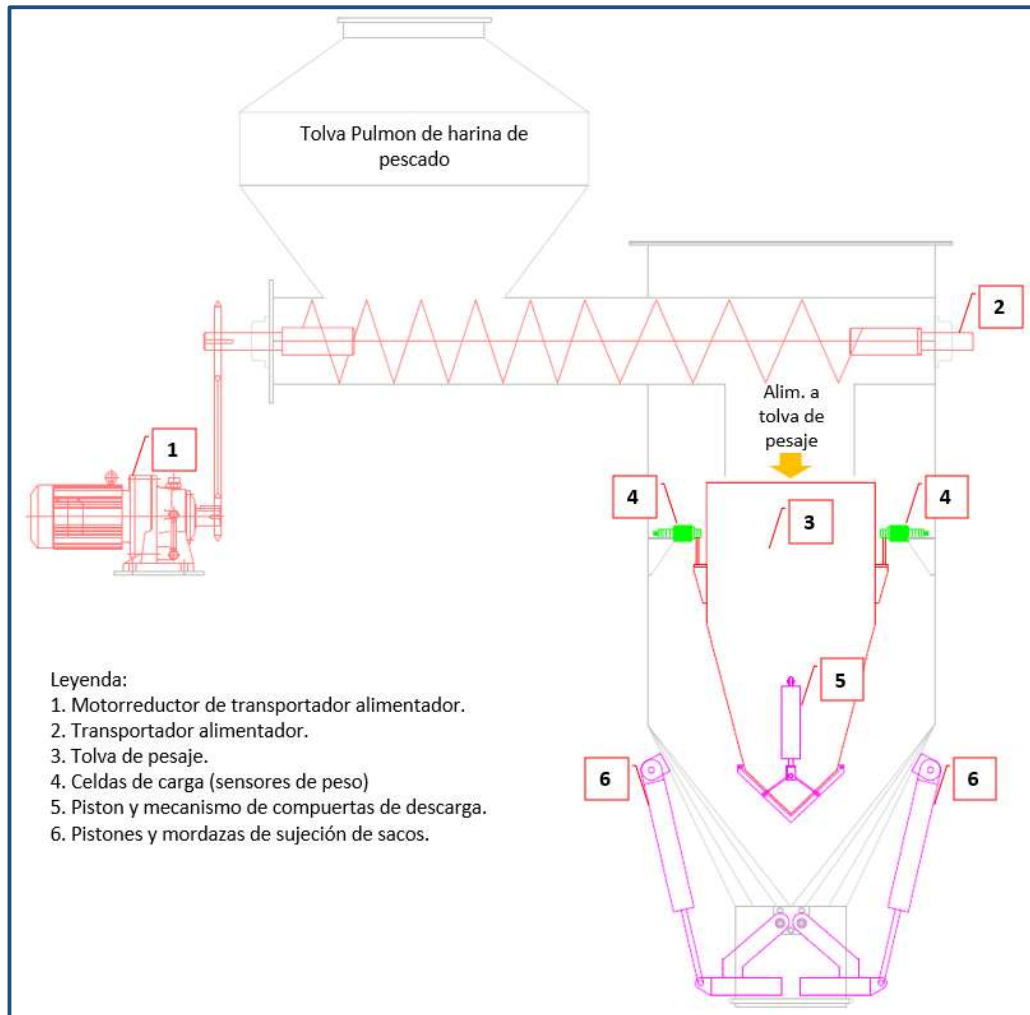 Tolva Pulmon de harina de
pescado
2
Alim. a
tolva de
pesaje
1
4
4
3
5
6
6
Leyenda:
1. Motorreductor de transportador alimentador.
2. Transportador alimentador.
3. Tolva de pesaje.
4. Celdas de carga (sensores de peso)
5. Piston y mecanismo de compuertas de descarga.
6. Pistones y mordazas de sujeción de sacos.